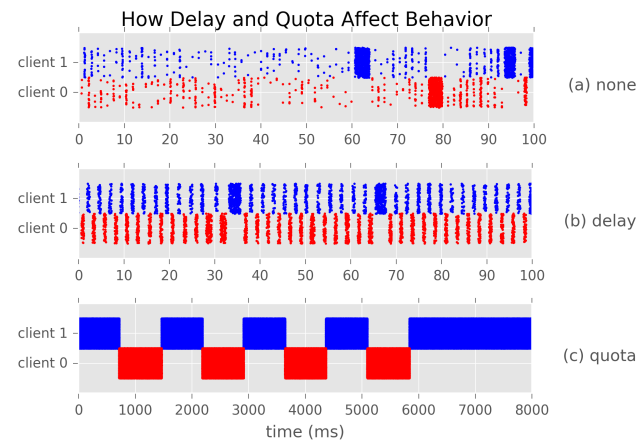 How Delay and Quota Affect Behavior
client 1
client 0
(a) none
0 10 20 30 40 50 60 70 80 90 100
client 1
client 0
(b) delay
0 10 20 30 40 50 60 70 80 90 100
client 1
client 0
(c) quota
0 1000 2000 3000 4000 5000 6000 7000 8000
time (ms)